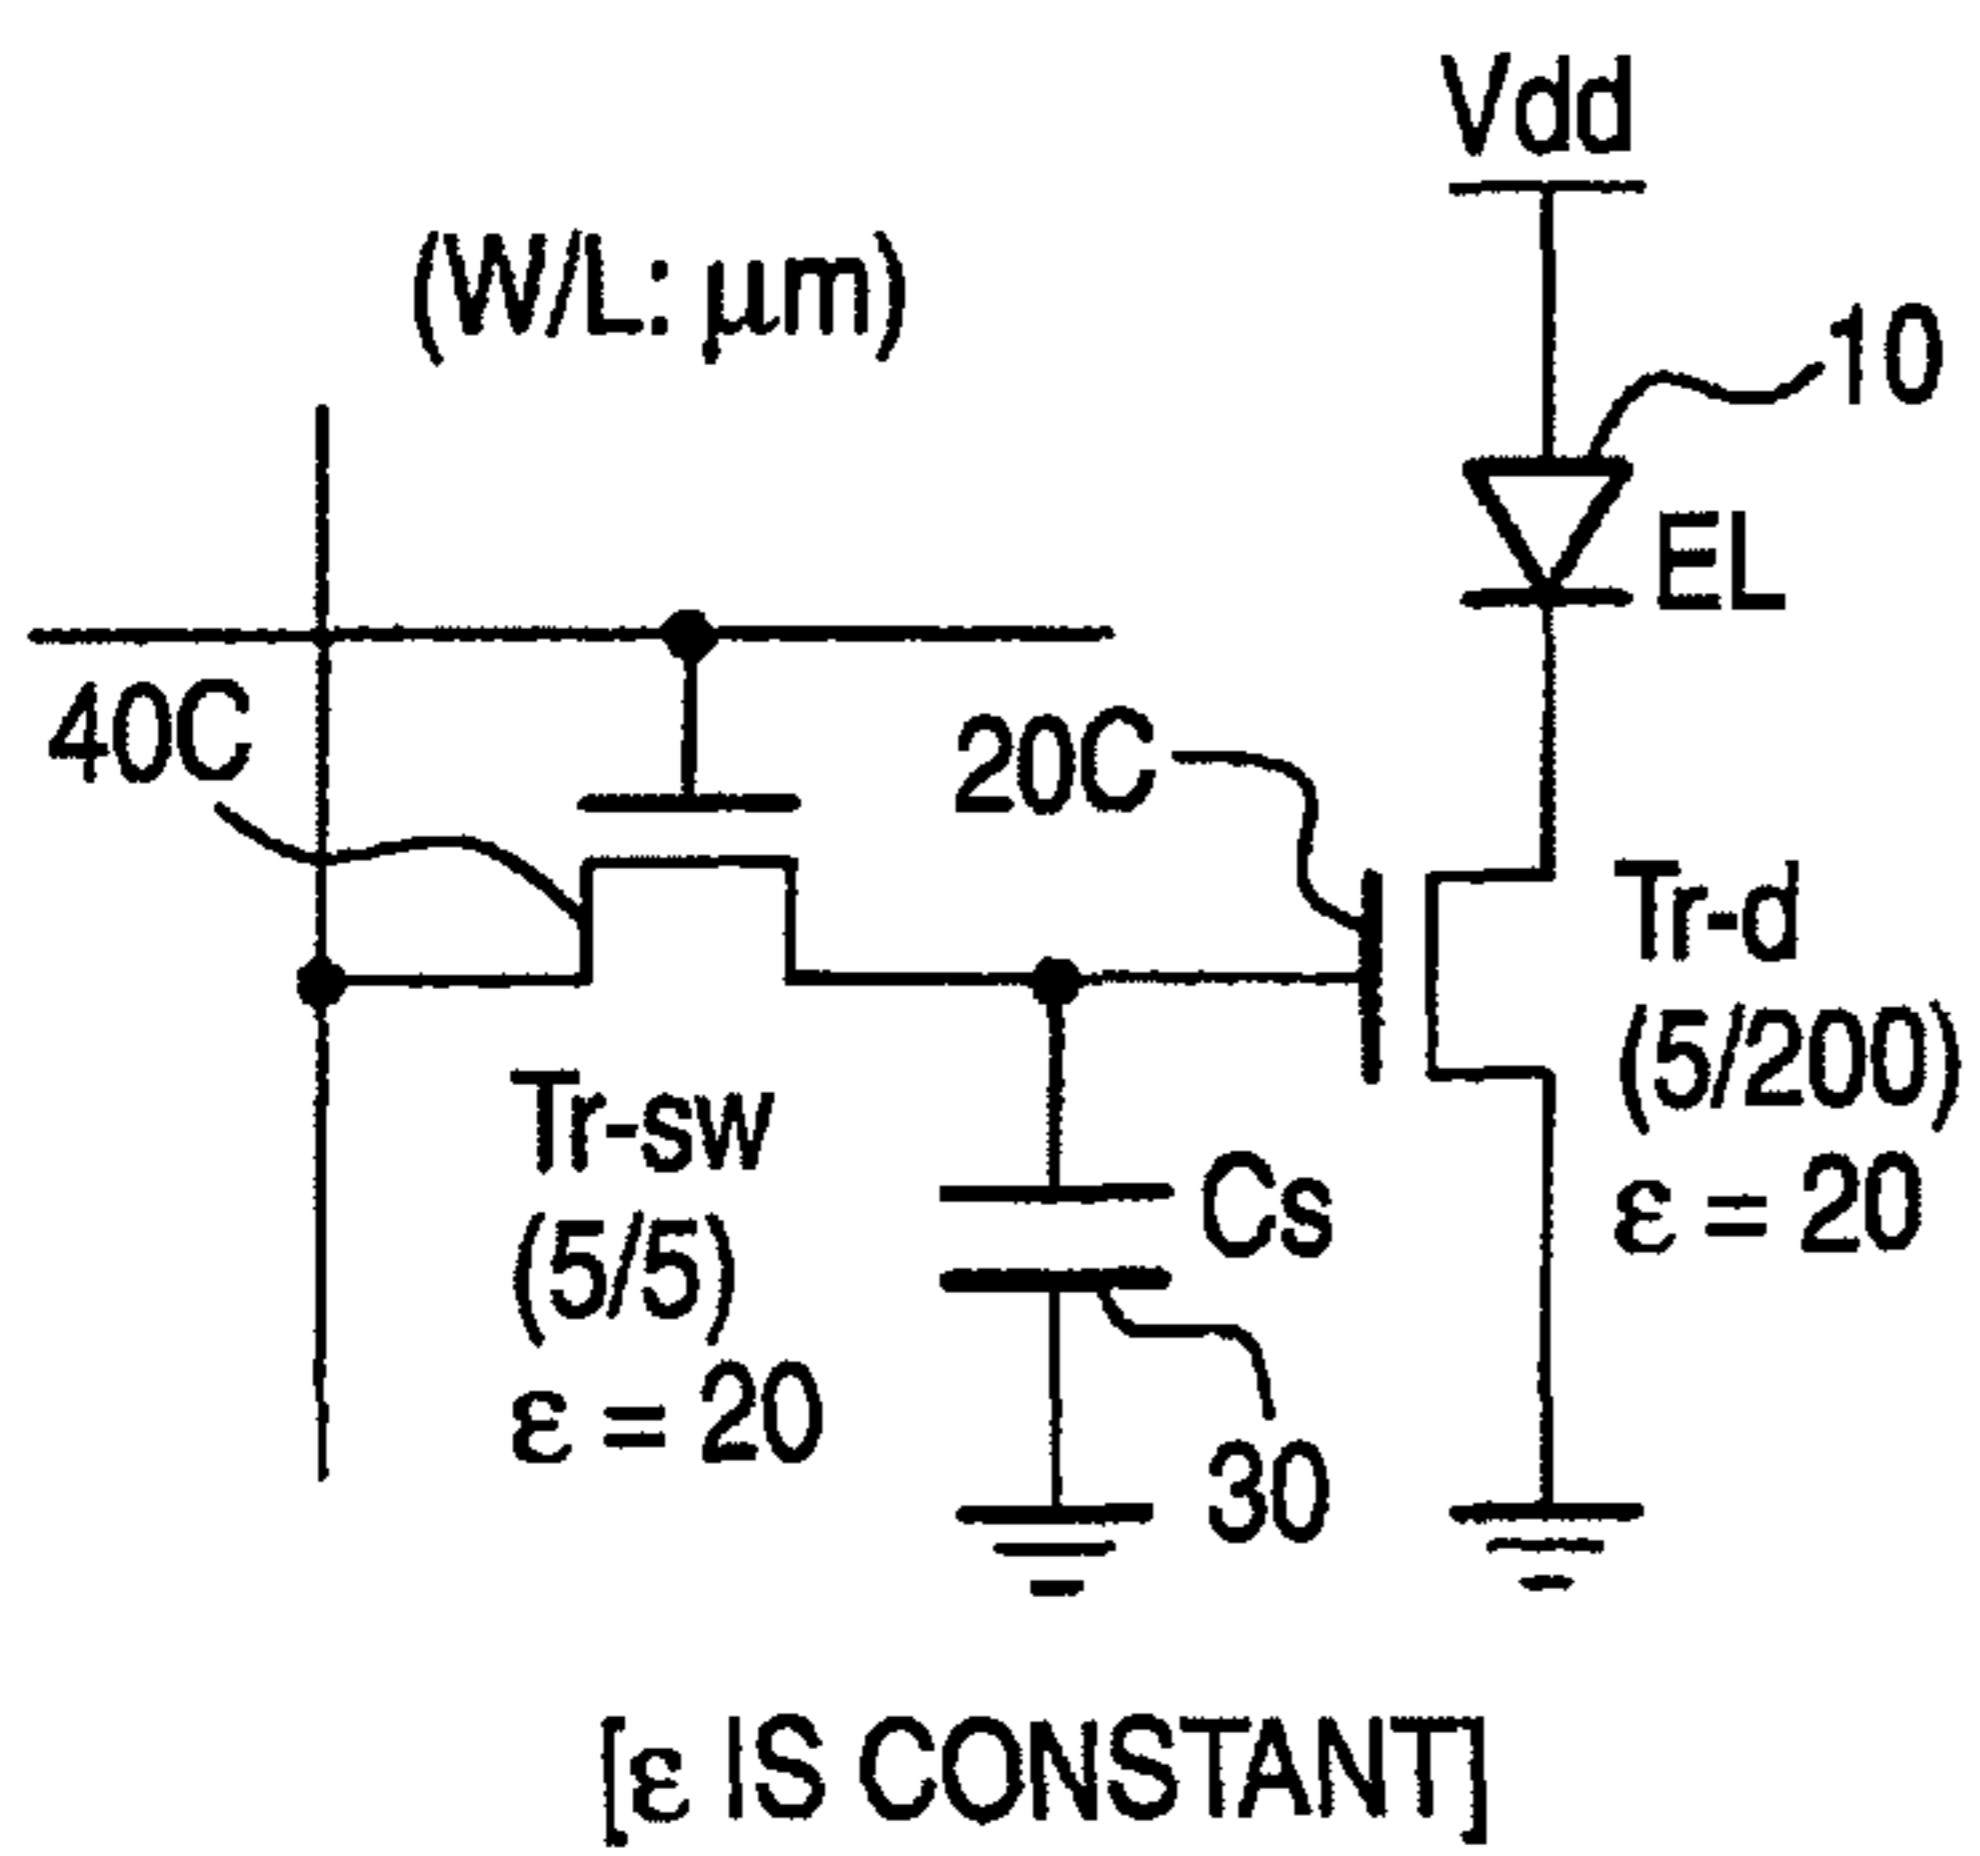 Vdd
(W/L: μm)
10
EL
40C
20C
Tr-d
(5/200)
ε = 20
Tr-sw
(5/5)
ε = 20
Cs
30
[ε IS CONSTANT]